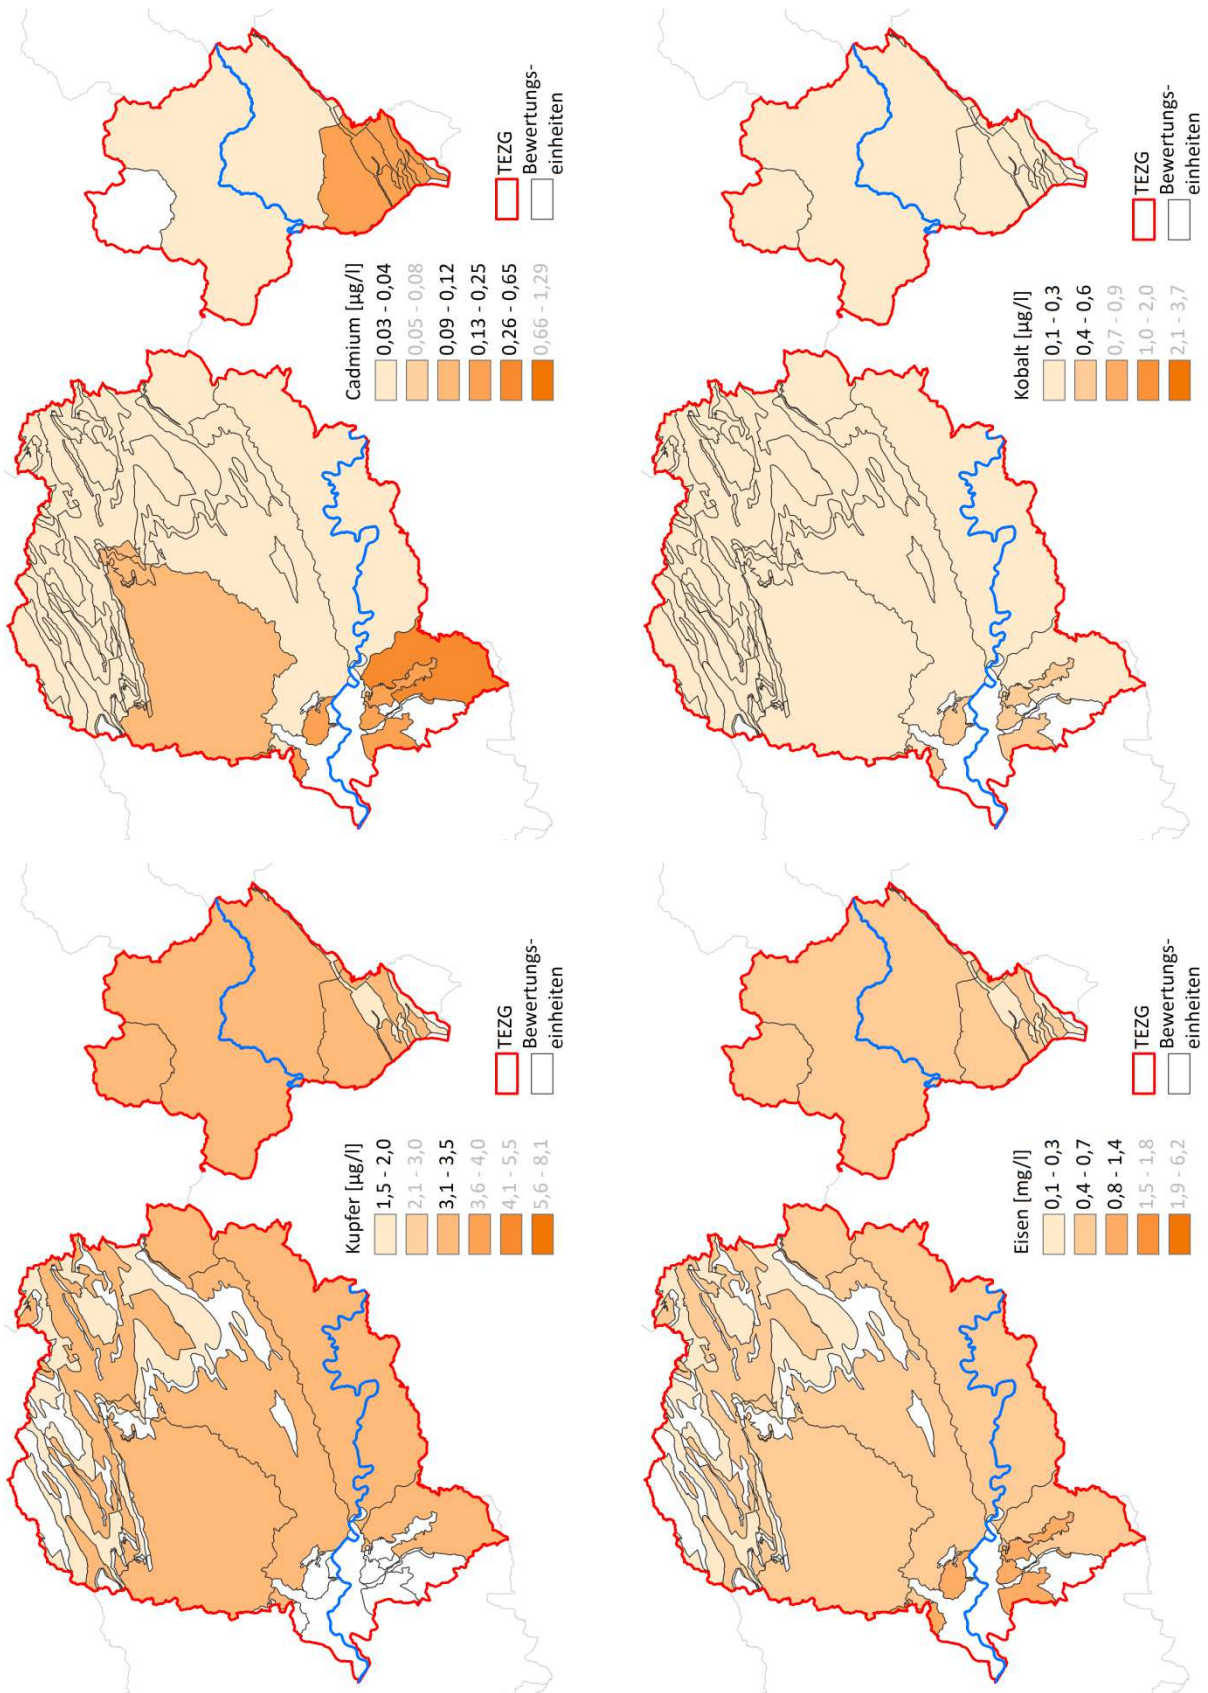 Kupfer [µg/l]
1,5 - 2,0
2,1 - 3,0
3,1 - 3,5
3,6 - 4,0
4,1 - 5,5
5,6 - 8,1
TEZG
Bewertungs-
einheiten
Cadmium [µg/l]
0,03 - 0,04
0,05 - 0,08
0,09 - 0,12
0,13 - 0,25
0,26 - 0,65
0,66 - 1,29
TEZG
Bewertungs-
einheiten
Eisen [mg/l]
0,1 - 0,3
0,4 - 0,7
0,8 - 1,4
1,5 - 1,8
1,9 - 6,2
TEZG
Bewertungs-
einheiten
Kobalt [µg/l]
0,1 - 0,3
0,4 - 0,6
0,7 - 0,9
1,0 - 2,0
2,1 - 3,7
TEZG
Bewertungs-
einheiten